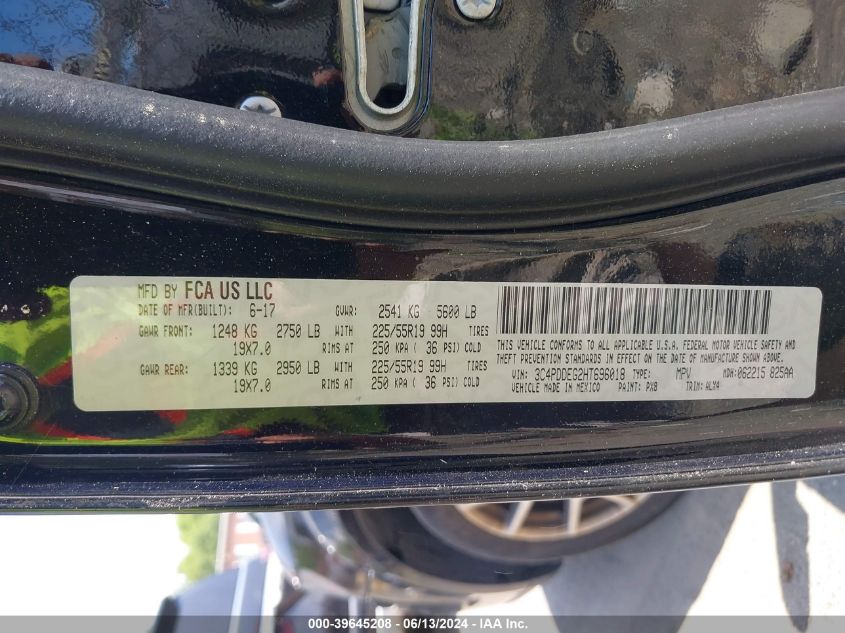 MFD BY FCA US LLC
DATE OF MFR(BUILT): 6-17 GVWR: 2541 KG 5600 LB
GAWR FRONT: 1248 KG 2750 LB WITH 225/55R19 99H TIRES
19X7.0 RIMS AT 250 KPA ( 36 PSI) COLD
GAWR REAR: 1339 KG 2950 LB WITH 225/55R19 99H TIRES
19X7.0 RIMS AT 250 KPA ( 36 PSI) COLD
THIS VEHICLE CONFORMS TO ALL APPLICABLE U.S.A. FEDERAL MOTOR VEHICLE SAFETY AND
THEFT PREVENTION STANDARDS IN EFFECT ON THE DATE OF MANUFACTURE SHOWN ABOVE.
VIN: 3C4PDDEG2HT696018 TYPE: MPV MDH: 062215 825AA
VEHICLE MADE IN MEXICO PAINT: PXB TRIM: ALX4
000-39645208 - 06/13/2024 - IAA Inc.